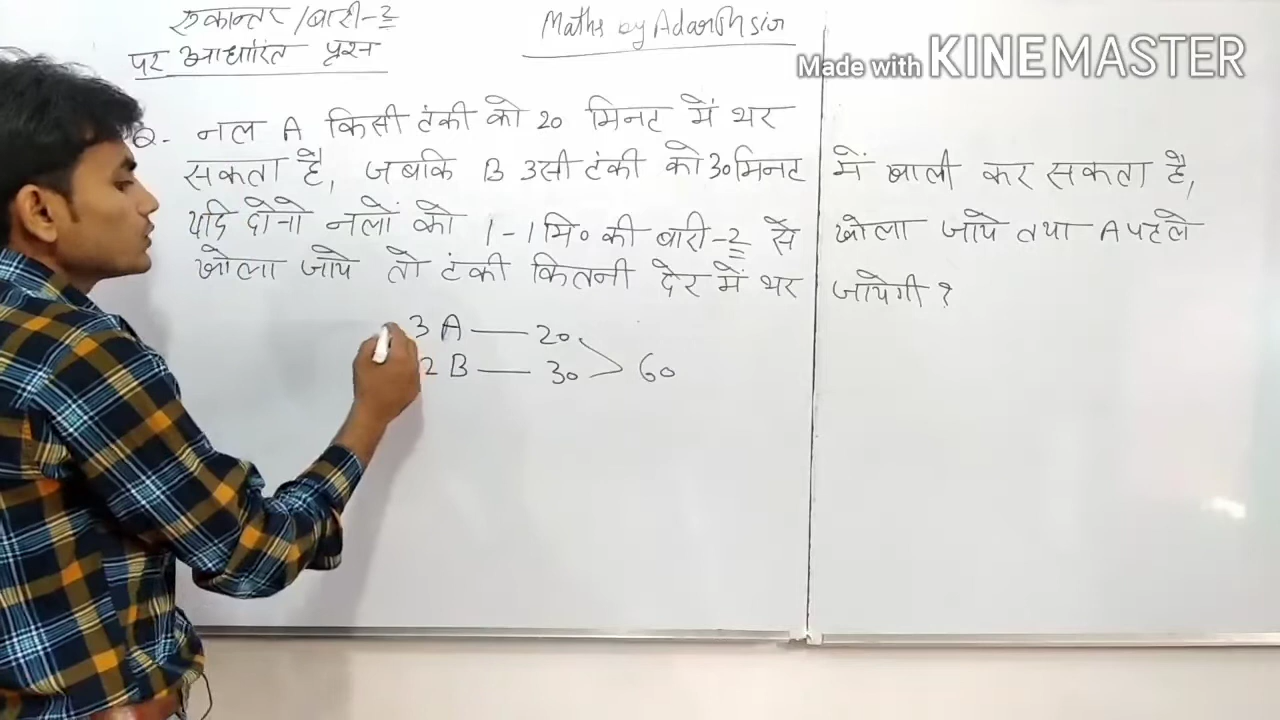 एकान्तर /बारी-2
पर आधारित प्रश्न
Maths by Adarsh sir
Made with KINEMASTER
Q- नल A किसी टंकी को 20 मिनट में भर
सकता है, जबकि B उसी टंकी को 30 मिनट में खाली कर सकता है,
यदि दोनो नलों को 1-1 मि० की बारी-2 से खोला जाये तथा A पहले
खोला जाये तो टंकी कितनी देर में भर जायेगी ?
3 A — 20
2 B — 30 > 60